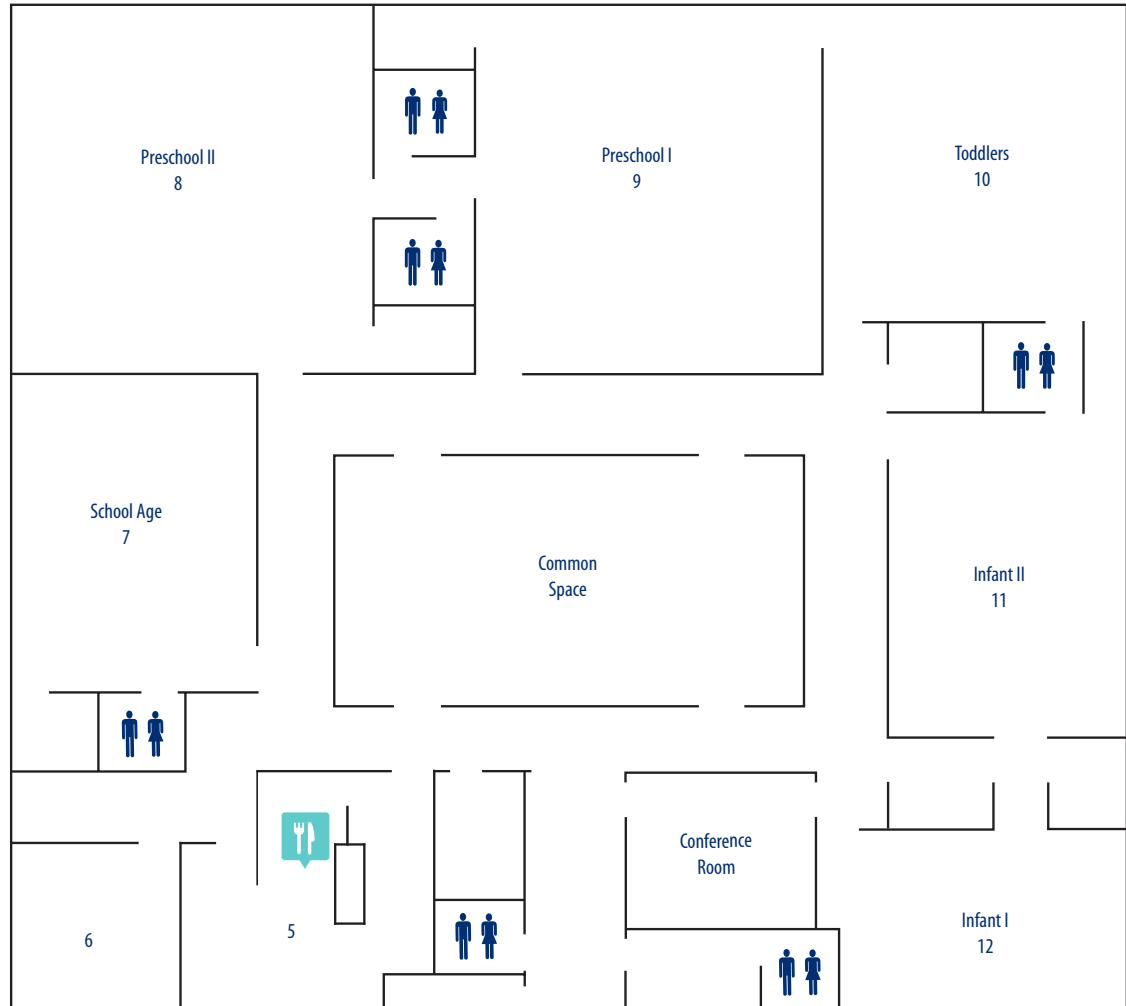 Preschool II
8
Preschool I
9
Toddlers
10
School Age
7
Common
Space
Infant II
11
Conference
Room
5
6
Infant I
12